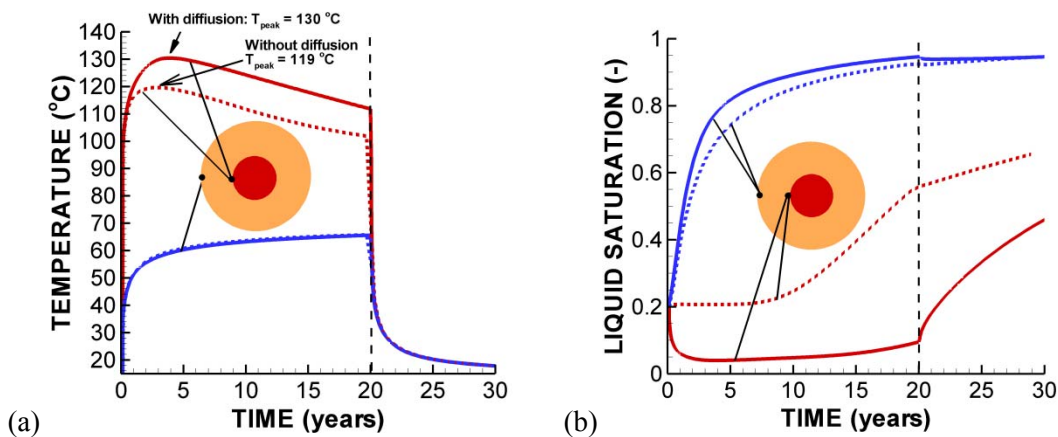 With diffiusion: T_peak = 130 °C
Without diffusion
T_peak = 119 °C
TEMPERATURE (°C)
140
130
120
110
100
90
80
70
60
50
40
30
20
0 5 10 15 20 25 30
TIME (years)
(a)
LIQUID SATURATION (-)
1
0.8
0.6
0.4
0.2
0
0 5 10 15 20 25 30
TIME (years)
(b)